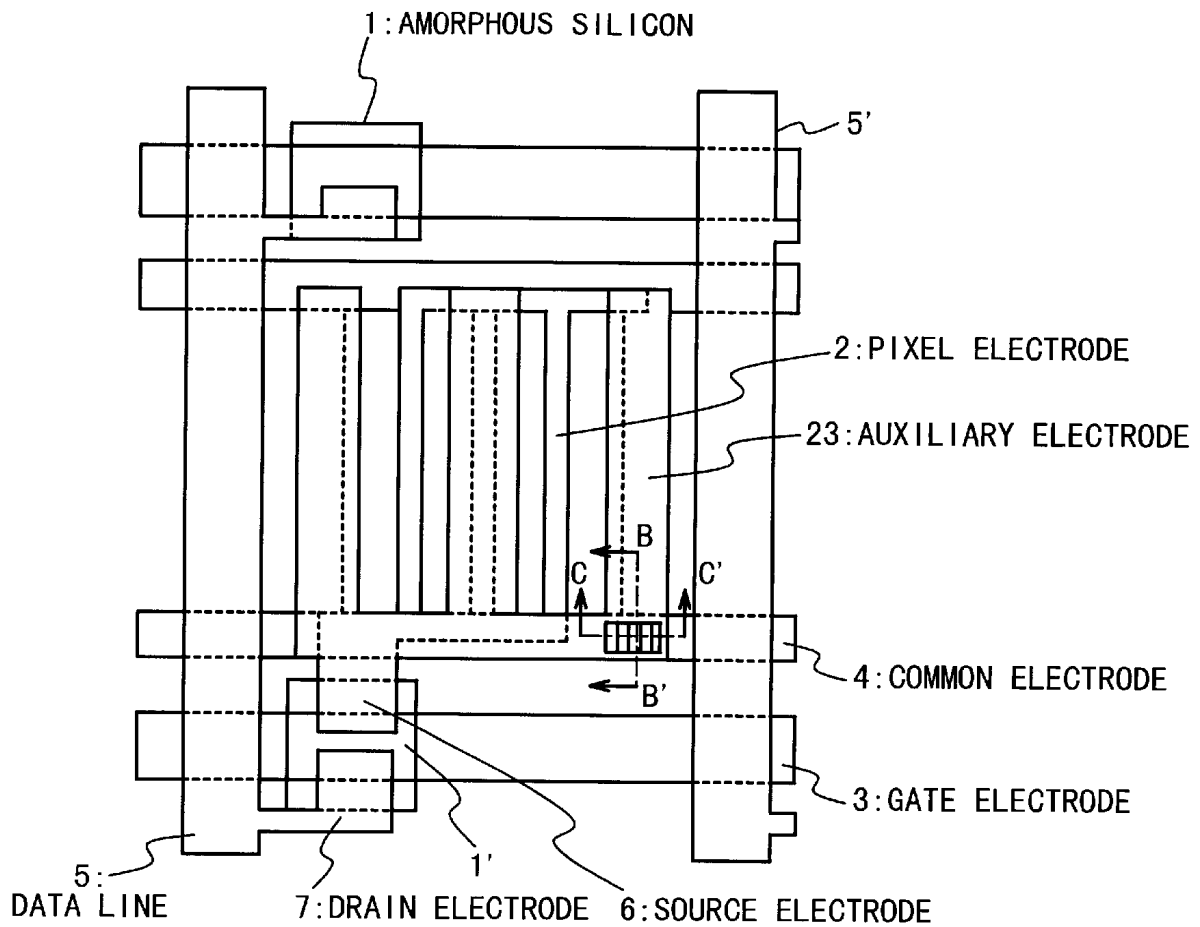 1:AMORPHOUS SILICON
5'
2:PIXEL ELECTRODE
23:AUXILIARY ELECTRODE
B
C
C'
B'
4:COMMON ELECTRODE
3:GATE ELECTRODE
1'
5:
DATA LINE
7:DRAIN ELECTRODE
6:SOURCE ELECTRODE